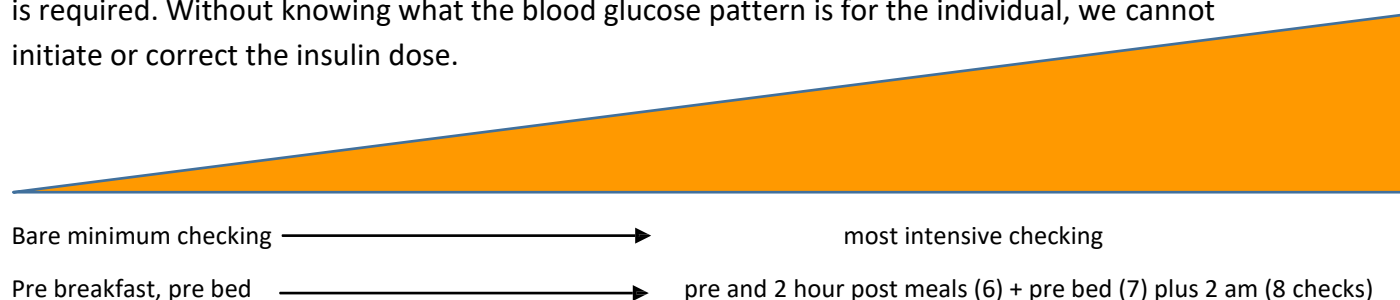 is required. Without knowing what the blood glucose pattern is for the individual, we cannot
initiate or correct the insulin dose.
Bare minimum checking most intensive checking
Pre breakfast, pre bed pre and 2 hour post meals (6) + pre bed (7) plus 2 am (8 checks)